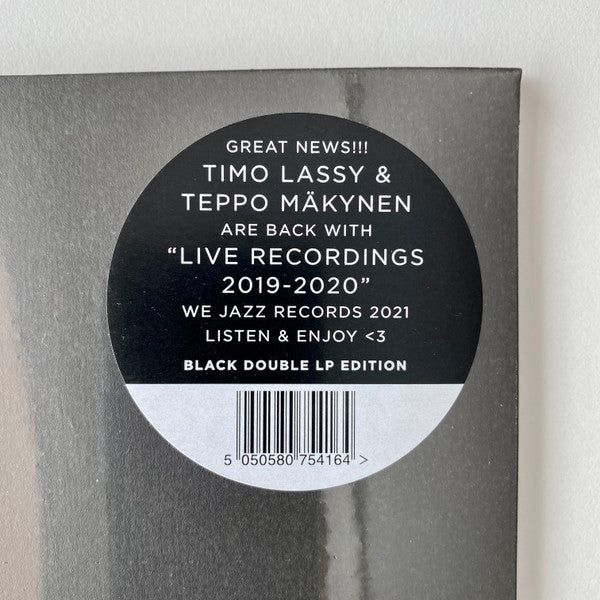 GREAT NEWS!!!
TIMO LASSY &
TEPPO MÄKYNEN
ARE BACK WITH
“LIVE RECORDINGS
2019-2020”
WE JAZZ RECORDS 2021
LISTEN & ENJOY <3
BLACK DOUBLE LP EDITION
5 050580 754164 >